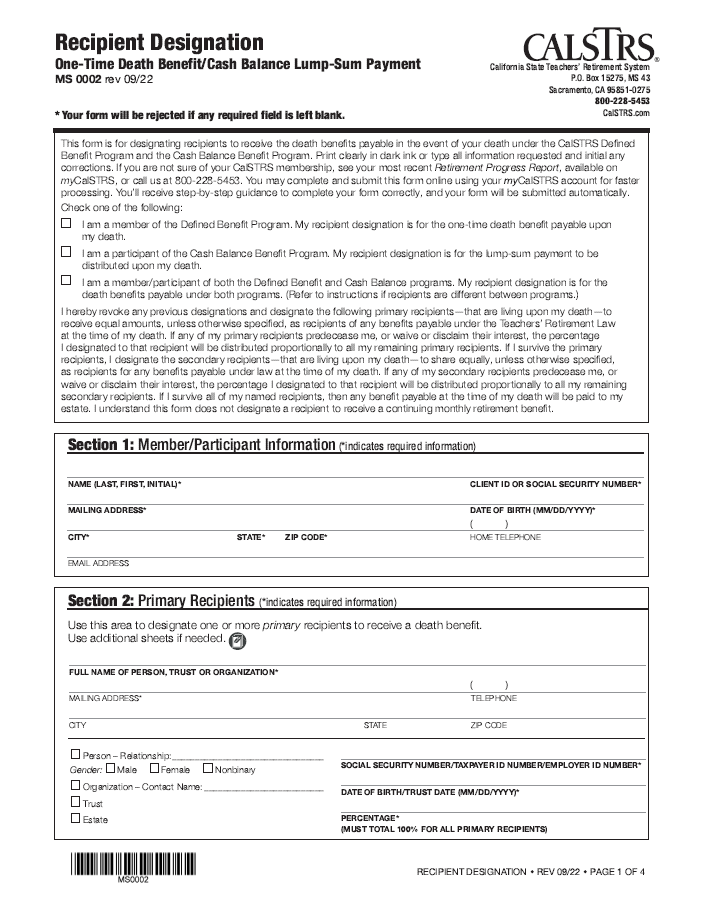 Recipient Designation
One-Time Death Benefit/Cash Balance Lump-Sum Payment
MS 0002 rev 09/22
CALSTRS®
California State Teachers' Retirement System
P.O. Box 15275, MS 43
Sacramento, CA 95851-0275
800-228-5453
CalSTRS.com
* Your form will be rejected if any required field is left blank.
This form is for designating recipients to receive the death benefits payable in the event of your death under the CalSTRS Defined
Benefit Program and the Cash Balance Benefit Program. Print clearly in dark ink or type all information requested and initial any
corrections. If you are not sure of your CalSTRS membership, see your most recent Retirement Progress Report, available on
myCalSTRS, or call us at 800-228-5453. You may complete and submit this form online using your myCalSTRS account for faster
processing. You'll receive step-by-step guidance to complete your form correctly, and your form will be submitted automatically.
Check one of the following:
I am a member of the Defined Benefit Program. My recipient designation is for the one-time death benefit payable upon
my death.
I am a participant of the Cash Balance Benefit Program. My recipient designation is for the lump-sum payment to be
distributed upon my death.
I am a member/participant of both the Defined Benefit and Cash Balance programs. My recipient designation is for the
death benefits payable under both programs. (Refer to instructions if recipients are different between programs.)
I hereby revoke any previous designations and designate the following primary recipients—that are living upon my death—to
receive equal amounts, unless otherwise specified, as recipients of any benefits payable under the Teachers' Retirement Law
at the time of my death. If any of my primary recipients predecease me, or waive or disclaim their interest, the percentage
I designated to that recipient will be distributed proportionally to all my remaining primary recipients. If I survive the primary
recipients, I designate the secondary recipients—that are living upon my death—to share equally, unless otherwise specified,
as recipients for any benefits payable under law at the time of my death. If any of my secondary recipients predecease me, or
waive or disclaim their interest, the percentage I designated to that recipient will be distributed proportionally to all my remaining
secondary recipients. If I survive all of my named recipients, then any benefit payable at the time of my death will be paid to my
estate. I understand this form does not designate a recipient to receive a continuing monthly retirement benefit.
Section 1: Member/Participant Information (*indicates required information)
NAME (LAST, FIRST, INITIAL)* CLIENT ID OR SOCIAL SECURITY NUMBER*
MAILING ADDRESS* DATE OF BIRTH (MM/DD/YYYY)*
( )
CITY* STATE* ZIP CODE* HOME TELEPHONE
EMAIL ADDRESS
Section 2: Primary Recipients (*indicates required information)
Use this area to designate one or more primary recipients to receive a death benefit.
Use additional sheets if needed.
FULL NAME OF PERSON, TRUST OR ORGANIZATION*
( )
MAILING ADDRESS* TELEPHONE
CITY STATE ZIP CODE
Person – Relationship:
Gender: Male Female Nonbinary
Organization – Contact Name:
Trust
Estate
SOCIAL SECURITY NUMBER/TAXPAYER ID NUMBER/EMPLOYER ID NUMBER*
DATE OF BIRTH/TRUST DATE (MM/DD/YYYY)*
PERCENTAGE*
(MUST TOTAL 100% FOR ALL PRIMARY RECIPIENTS)
MS0002
RECIPIENT DESIGNATION • REV 09/22 • PAGE 1 OF 4